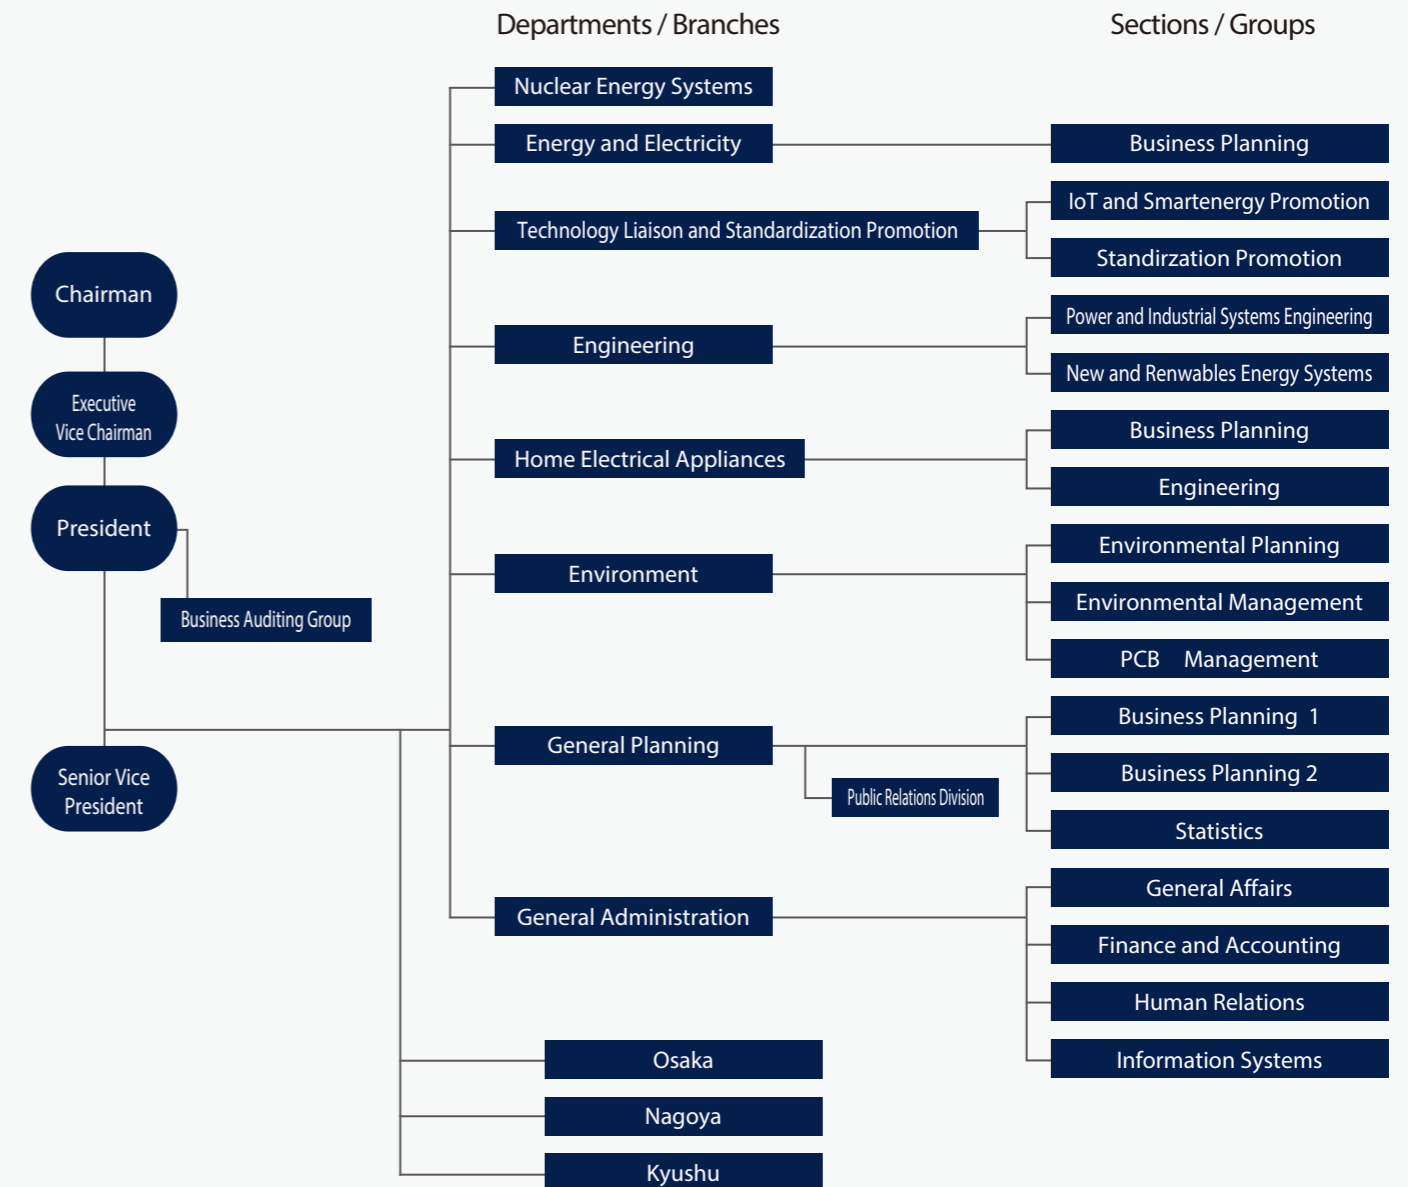 Departments / Branches
Sections / Groups
Chairman
Executive
Vice Chairman
President
Business Auditing Group
Senior Vice
President
Nuclear Energy Systems
Energy and Electricity
Business Planning
Technology Liaison and Standardization Promotion
IoT and Smartenergy Promotion
Standirzation Promotion
Engineering
Power and Industrial Systems Engineering
New and Renwables Energy Systems
Home Electrical Appliances
Business Planning
Engineering
Environment
Environmental Planning
Environmental Management
PCB Management
General Planning
Public Relations Division
Business Planning 1
Business Planning 2
Statistics
General Administration
General Affairs
Finance and Accounting
Human Relations
Information Systems
Osaka
Nagoya
Kyushu